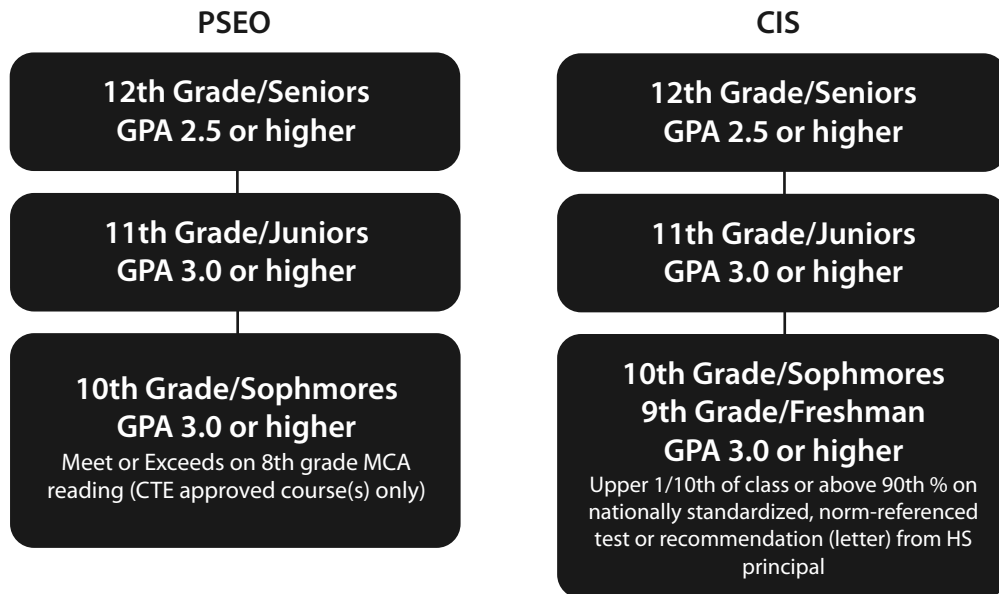 PSEO
12th Grade/Seniors
GPA 2.5 or higher
11th Grade/Juniors
GPA 3.0 or higher
10th Grade/Sophmores
GPA 3.0 or higher
Meet or Exceeds on 8th grade MCA
reading (CTE approved course(s) only)
CIS
12th Grade/Seniors
GPA 2.5 or higher
11th Grade/Juniors
GPA 3.0 or higher
10th Grade/Sophmores
9th Grade/Freshman
GPA 3.0 or higher
Upper 1/10th of class or above 90th % on
nationally standardized, norm-referenced
test or recommendation (letter) from HS
principal